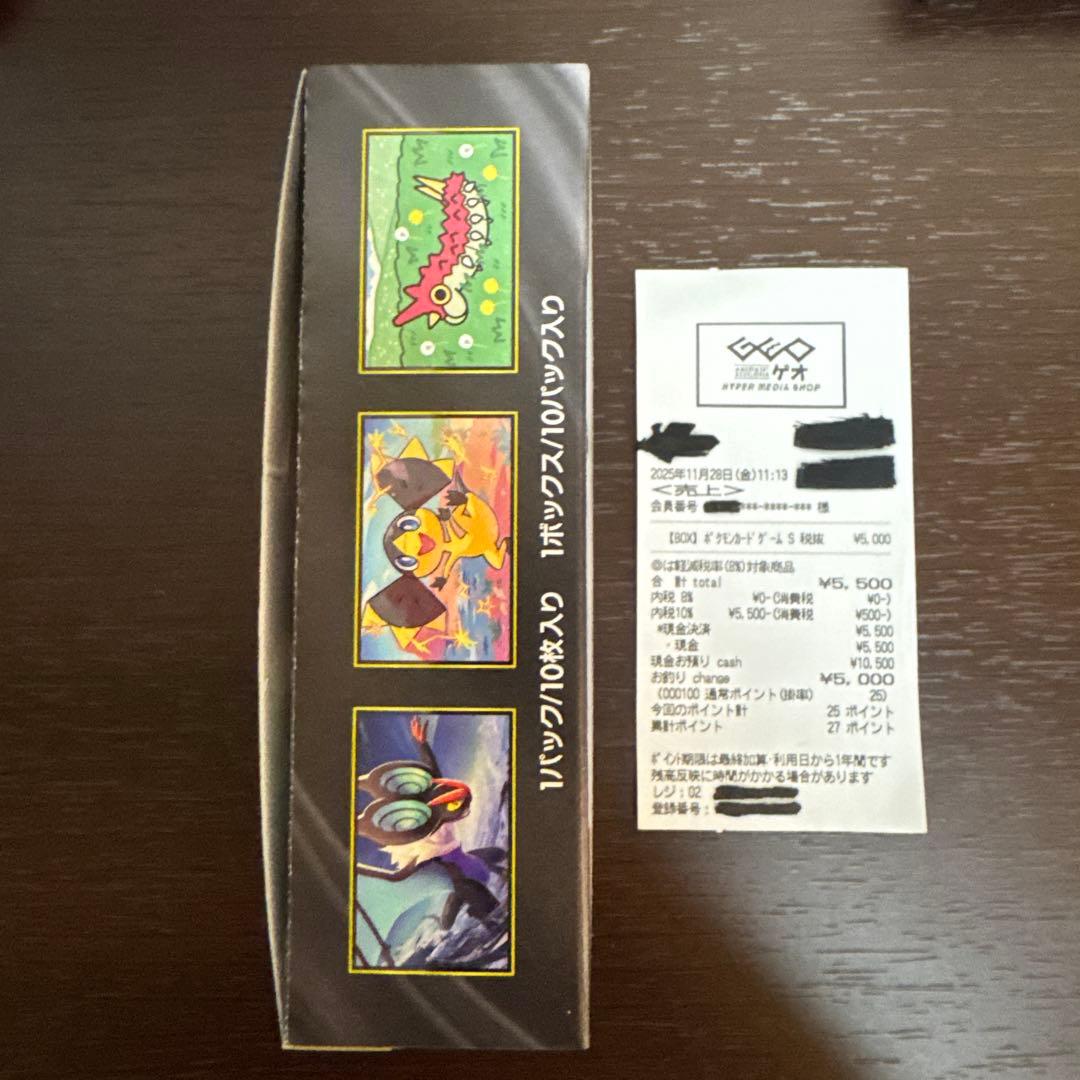 1パック/10枚入り 1ボックス/10パック入り
GEO
ゲオ
HYPER MEDIA SHOP
2025年11月28日(金)11:13
<売上>
会員番号 ***-****-*** 様
【BOX】ポケモンカードゲーム S 税抜 ¥5,000
◎は軽減税率(8%)対象商品
合 計 total ¥5,500
内税 8% ¥0-(消費税 ¥0-)
内税10% ¥5,500-(消費税 ¥500-)
*現金決済 ¥5,500
・現金 ¥5,500
現金お預り cash ¥10,500
お釣り change ¥5,000
(000100 通常ポイント(掛率) 25)
今回のポイント計 25 ポイント
累計ポイント 27 ポイント
ポイント期限は最終加算・利用日から1年間です
残高反映に時間がかかる場合があります
レジ:02
登録番号: